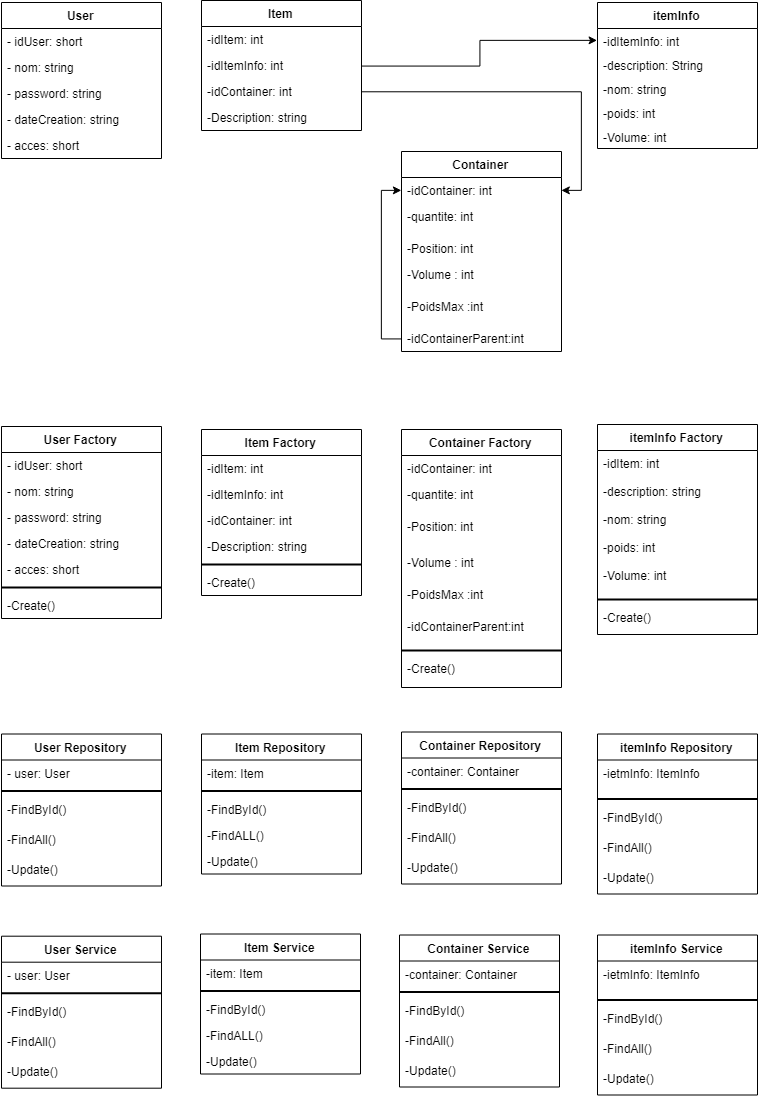 User
- idUser: short
- nom: string
- password: string
- dateCreation: string
- acces: short
Item
-idItem: int
-idItemInfo: int
-idContainer: int
-Description: string
itemInfo
-idItemInfo: int
-description: String
-nom: string
-poids: int
-Volume: int
Container
-idContainer: int
-quantite: int
-Position: int
-Volume : int
-PoidsMax :int
-idContainerParent:int
User Factory
- idUser: short
- nom: string
- password: string
- dateCreation: string
- acces: short
-Create()
Item Factory
-idItem: int
-idItemInfo: int
-idContainer: int
-Description: string
-Create()
Container Factory
-idContainer: int
-quantite: int
-Position: int
-Volume : int
-PoidsMax :int
-idContainerParent:int
-Create()
itemInfo Factory
-idItem: int
-description: string
-nom: string
-poids: int
-Volume: int
-Create()
User Repository
- user: User
-FindById()
-FindAll()
-Update()
Item Repository
-item: Item
-FindById()
-FindALL()
-Update()
Container Repository
-container: Container
-FindById()
-FindAll()
-Update()
itemInfo Repository
-ietmInfo: ItemInfo
-FindById()
-FindAll()
-Update()
User Service
- user: User
-FindById()
-FindAll()
-Update()
Item Service
-item: Item
-FindById()
-FindALL()
-Update()
Container Service
-container: Container
-FindById()
-FindAll()
-Update()
itemInfo Service
-ietmInfo: ItemInfo
-FindById()
-FindAll()
-Update()